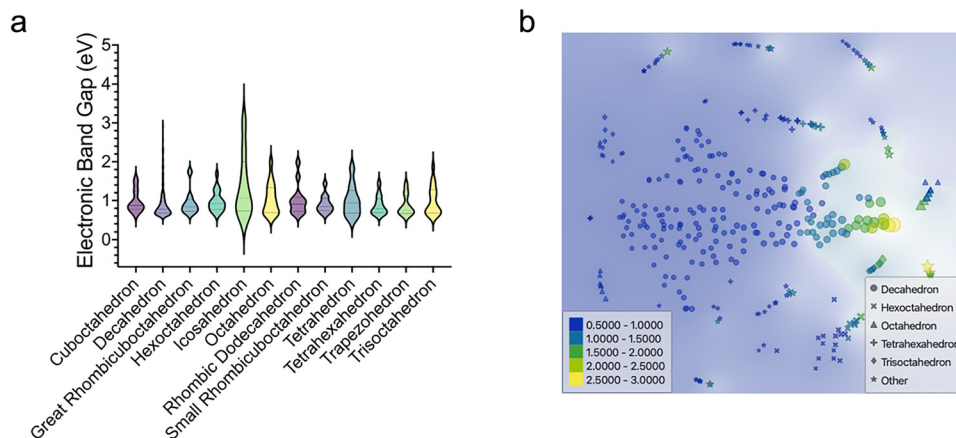 a
b
Electronic Band Gap (eV)
5
4
3
2
1
0
Cuboctahedron
Decahedron
Great Rhombicuboctahedron
Hexoctahedron
Icosahedron
Octahedron
Rhombic Dodecahedron
Small Rhombicuboctahedron
Tetrahedron
Tetrahexahedron
Trapezohedron
Trisoctahedron
0.5000 - 1.0000
1.0000 - 1.5000
1.5000 - 2.0000
2.0000 - 2.5000
2.5000 - 3.0000
Decahedron
Hexoctahedron
Octahedron
Tetrahexahedron
Trisoctahedron
Other